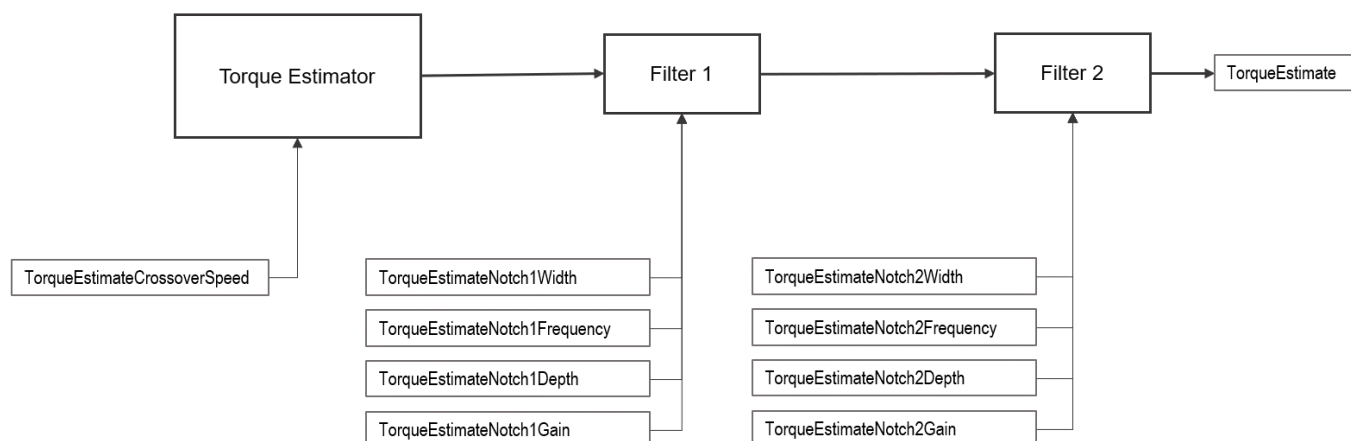 Torque Estimator
Filter 1
Filter 2
TorqueEstimate
TorqueEstimateCrossoverSpeed
TorqueEstimateNotch1Width
TorqueEstimateNotch1Frequency
TorqueEstimateNotch1Depth
TorqueEstimateNotch1Gain
TorqueEstimateNotch2Width
TorqueEstimateNotch2Frequency
TorqueEstimateNotch2Depth
TorqueEstimateNotch2Gain